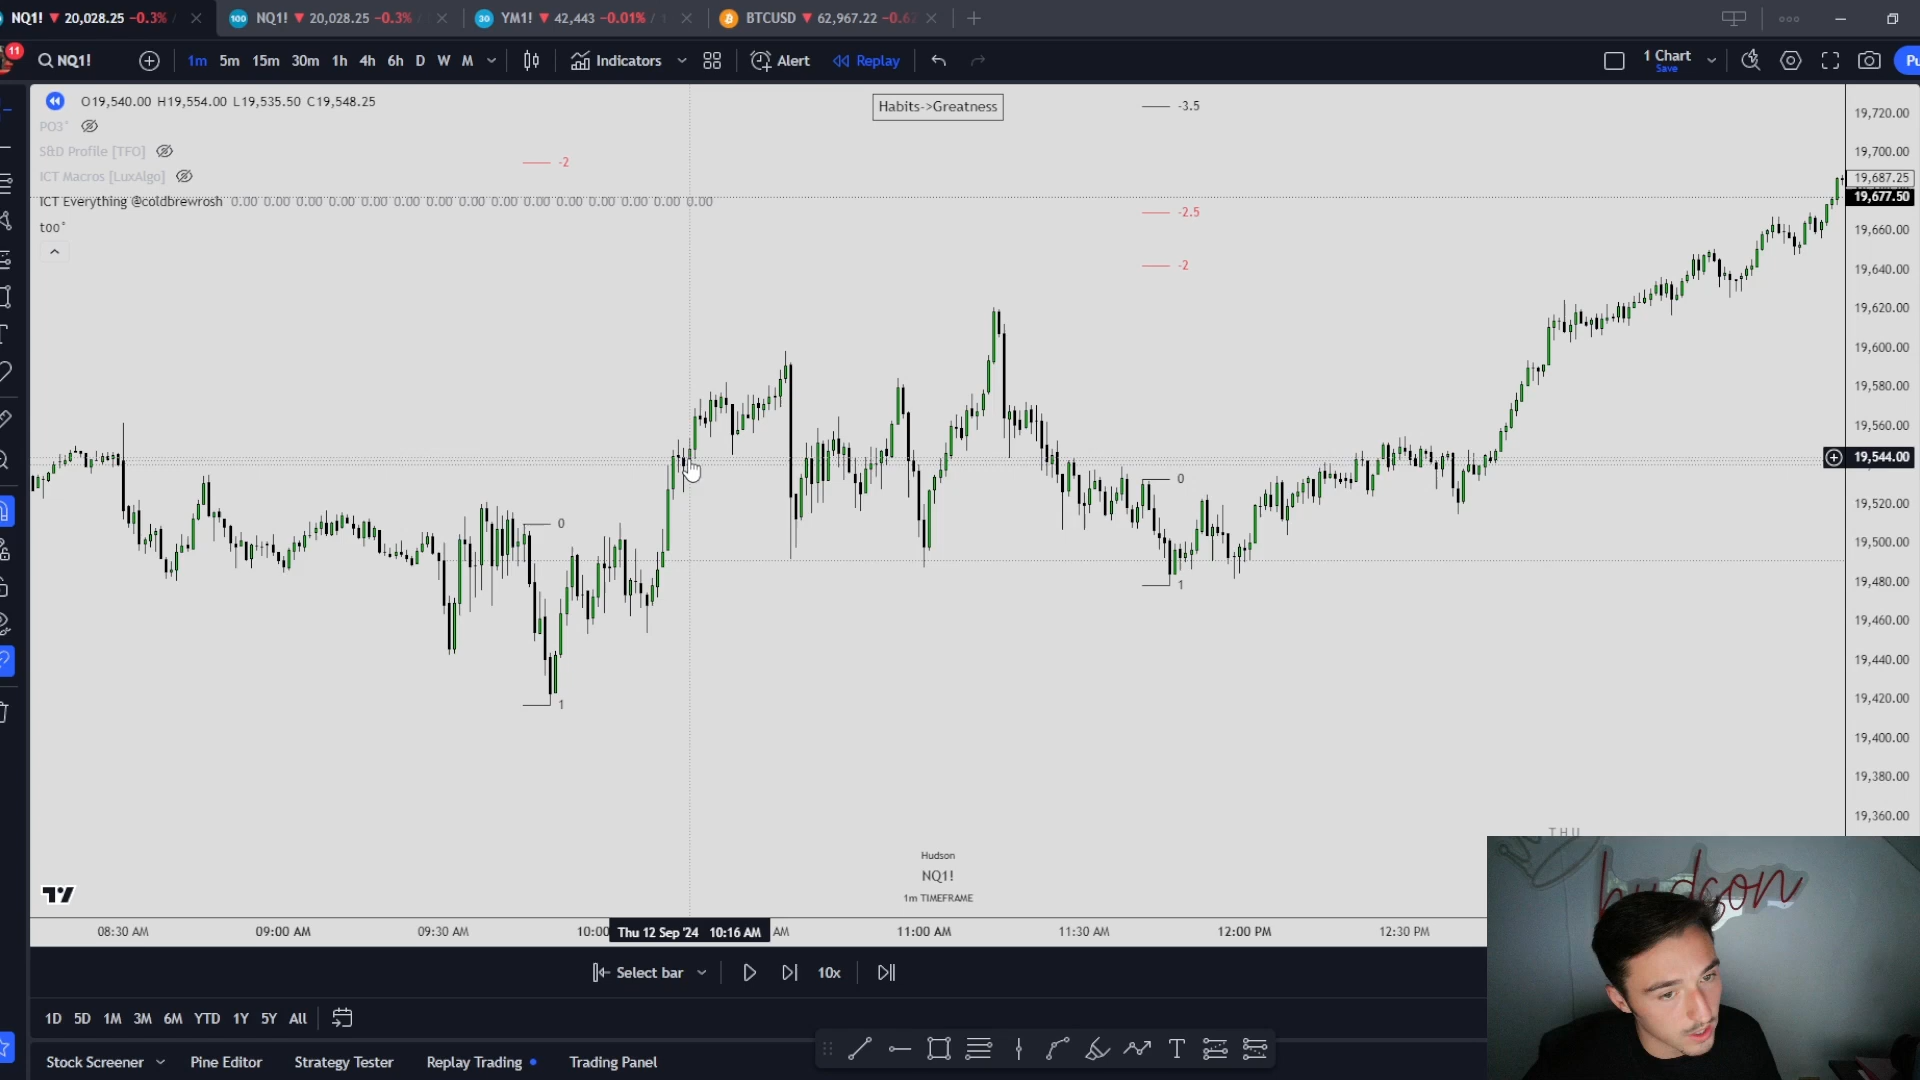 NQ1! ▼ 20,028.25 −0.3%
100 NQ1! ▼ 20,028.25 −0.3%
30 YM1! ▼ 42,443 −0.01%
BTCUSD ▼ 62,967.22
11
NQ1!
1m 5m 15m 30m 1h 4h 6h D W M
Indicators
Alert
Replay
1 Chart
Save
Pu
O19,540.00 H19,554.00 L19,535.50 C19,548.25
PO3°
S&D Profile [TFO]
ICT Macros [LuxAlgo]
ICT Everything @coldbrewrosh 0.00 0.00 0.00 0.00 0.00 0.00 0.00 0.00 0.00 0.00 0.00 0.00 0.00 0.00 0.00
too°
Habits->Greatness
-3.5
-2
-2.5
-2
0
1
0
1
19,720.00
19,700.00
19,687.25
19,677.50
19,660.00
19,640.00
19,620.00
19,600.00
19,580.00
19,560.00
19,544.00
19,520.00
19,500.00
19,480.00
19,460.00
19,440.00
19,420.00
19,400.00
19,380.00
19,360.00
THU
Hudson
NQ1!
1m TIMEFRAME
hudson
08:30 AM 09:00 AM 09:30 AM 10:00 Thu 12 Sep '24 10:16 AM AM 11:00 AM 11:30 AM 12:00 PM 12:30 PM
Select bar
10x
1D 5D 1M 3M 6M YTD 1Y 5Y All
Stock Screener
Pine Editor
Strategy Tester
Replay Trading
Trading Panel